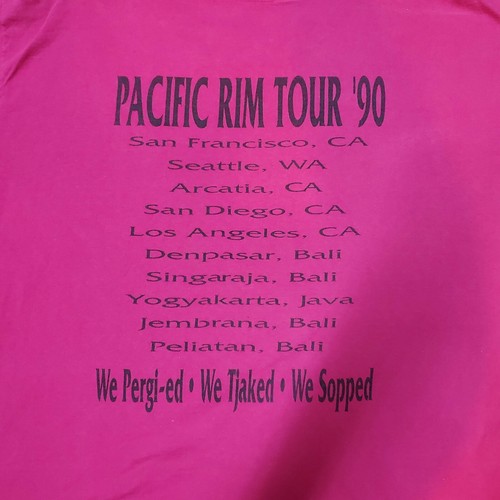 PACIFIC RIM TOUR '90
San Francisco, CA
Seattle, WA
Arcatia, CA
San Diego, CA
Los Angeles, CA
Denpasar, Bali
Singaraja, Bali
Yogyakarta, Java
Jembrana, Bali
Peliatan, Bali
We Pergi-ed • We Tjaked • We Sopped